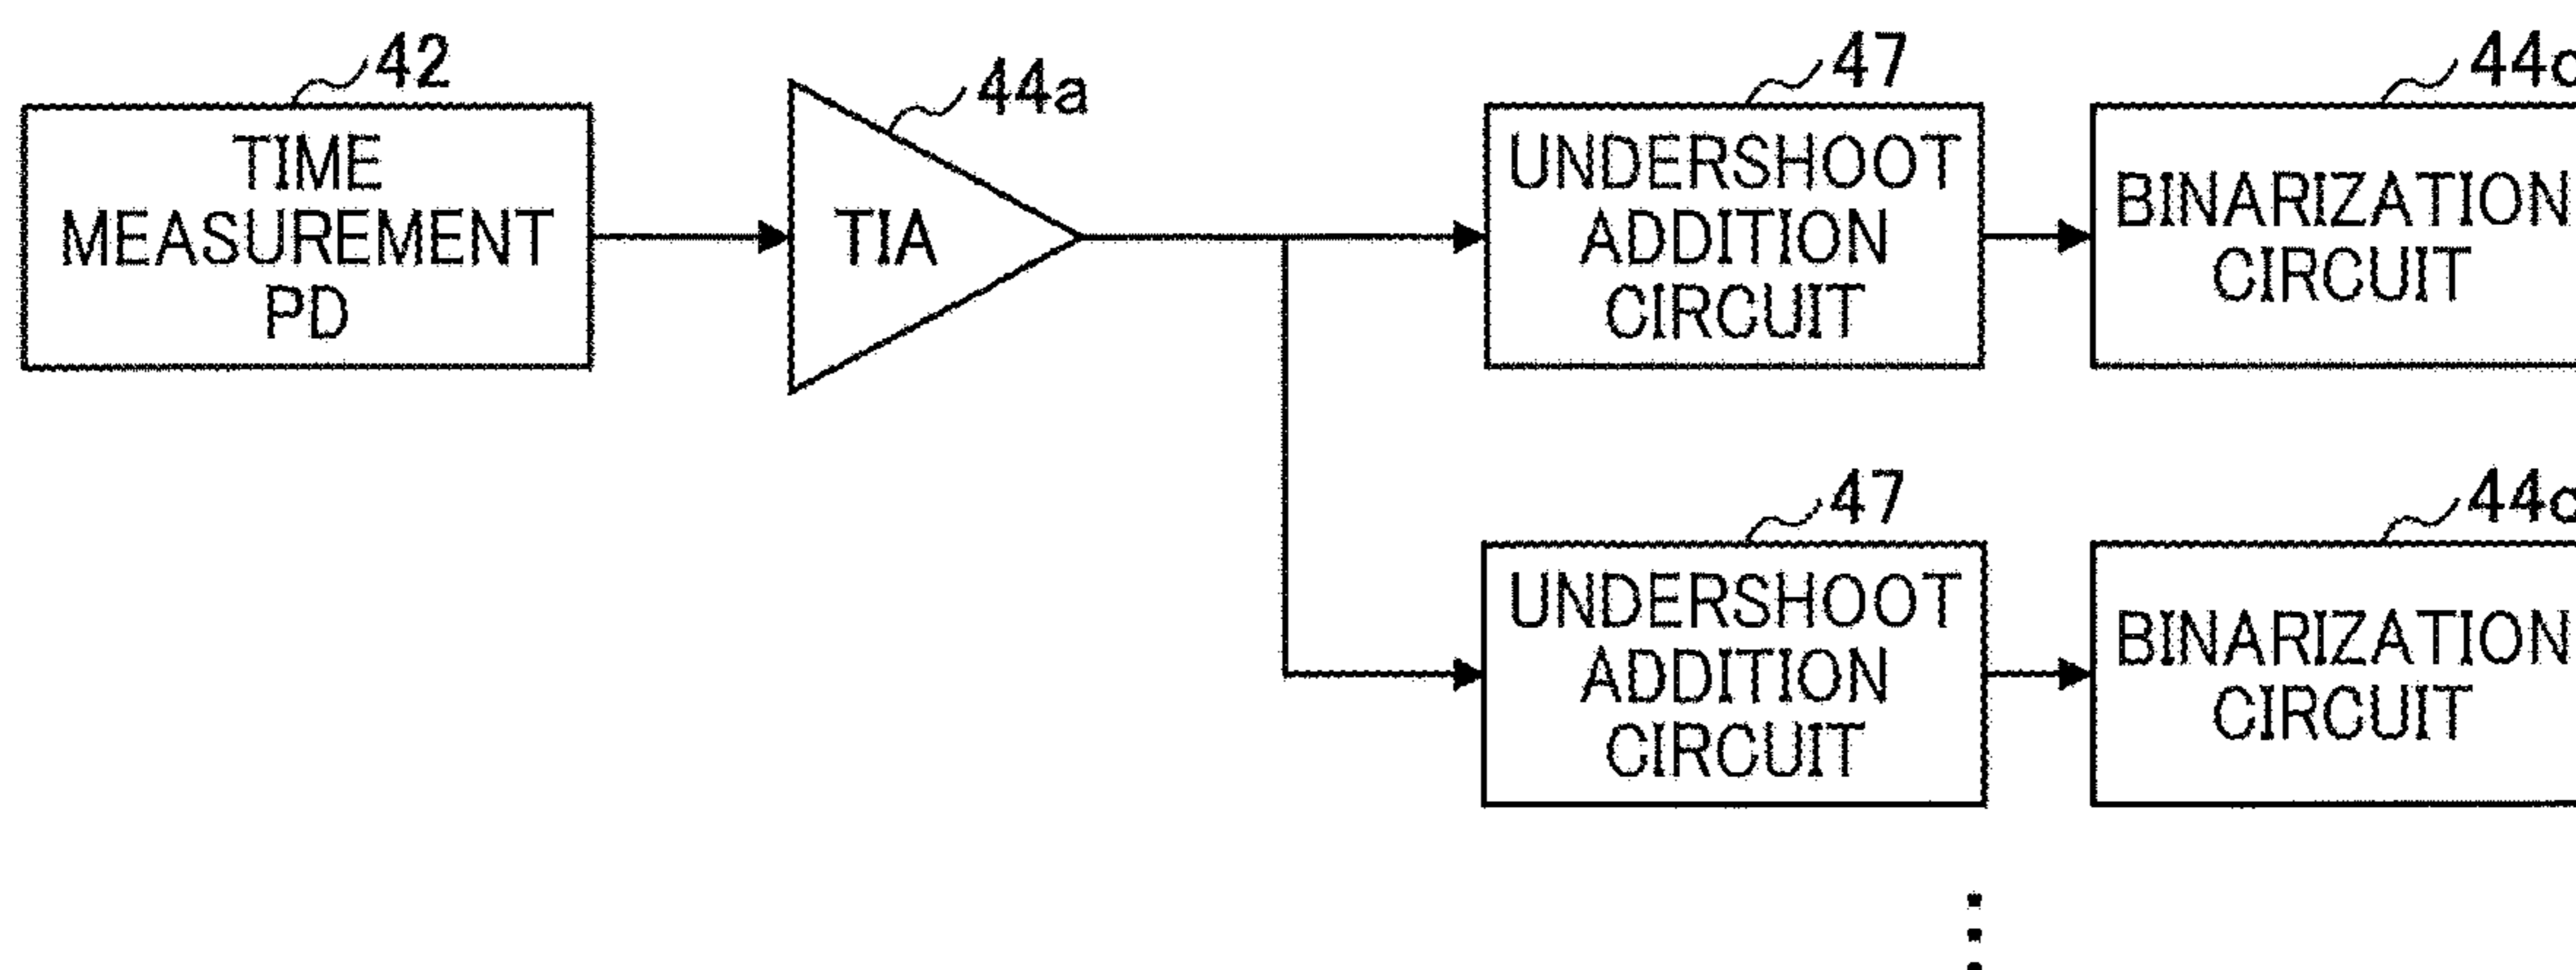 42
44a
47
TIME
MEASUREMENT
PD
TIA
UNDERSHOOT
ADDITION
CIRCUIT
BINARIZATION
CIRCUIT
47
UNDERSHOOT
ADDITION
CIRCUIT
BINARIZATION
CIRCUIT